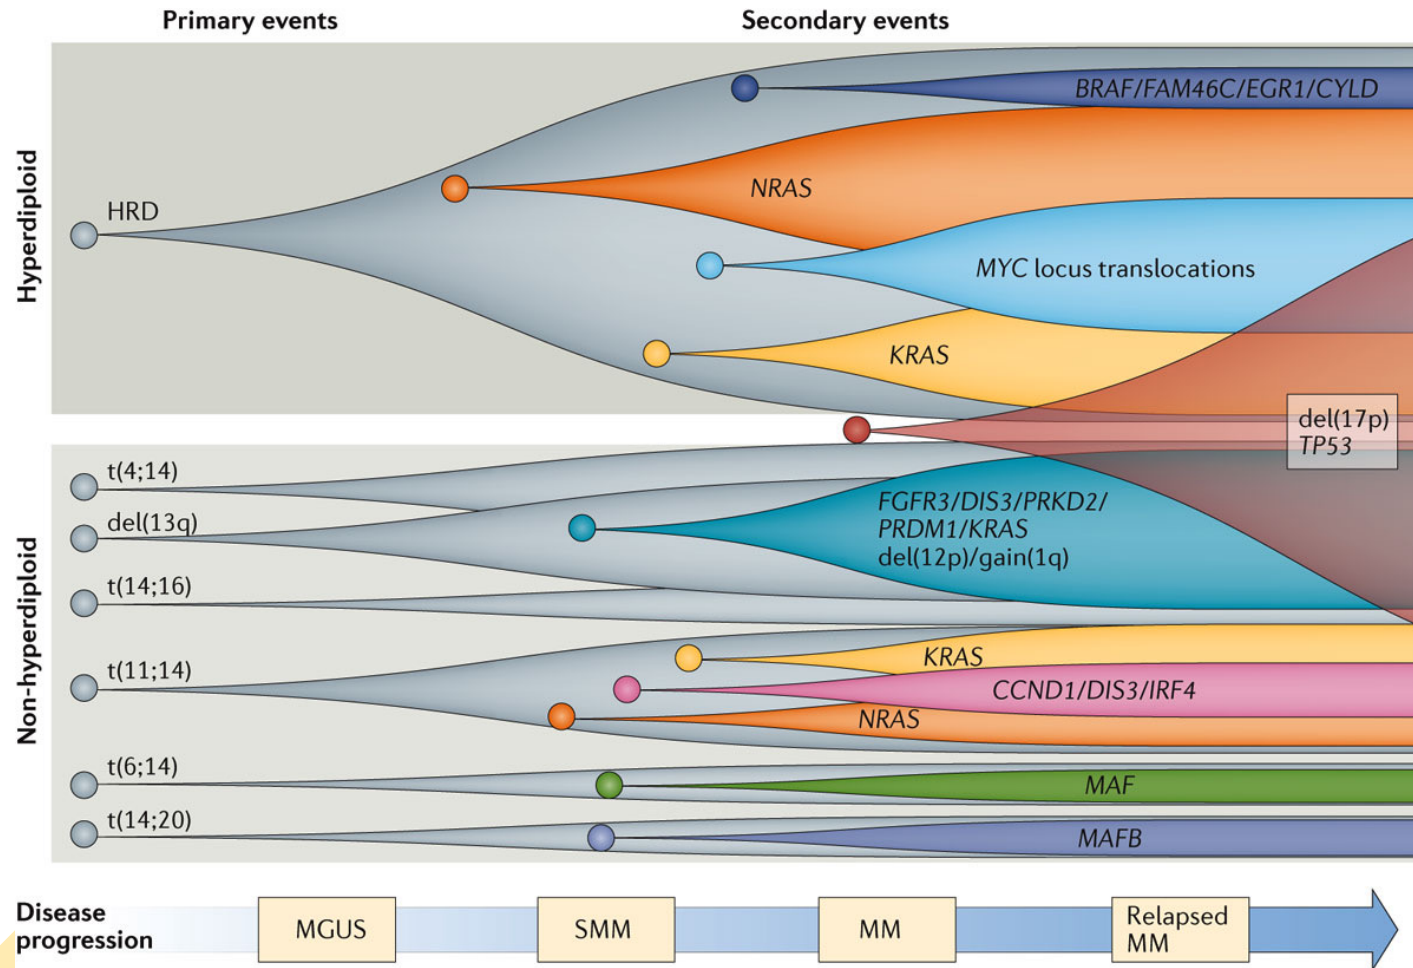 Primary events
Secondary events
Hyperdiploid
HRD
BRAF/FAM46C/EGR1/CYLD
NRAS
MYC locus translocations
KRAS
del(17p)
TP53
Non-hyperdiploid
t(4;14)
del(13q)
t(14;16)
t(11;14)
t(6;14)
t(14;20)
FGFR3/DIS3/PRKD2/
PRDM1/KRAS
del(12p)/gain(1q)
KRAS
CCND1/DIS3/IRF4
NRAS
MAF
MAFB
Disease
progression
MGUS
SMM
MM
Relapsed
MM